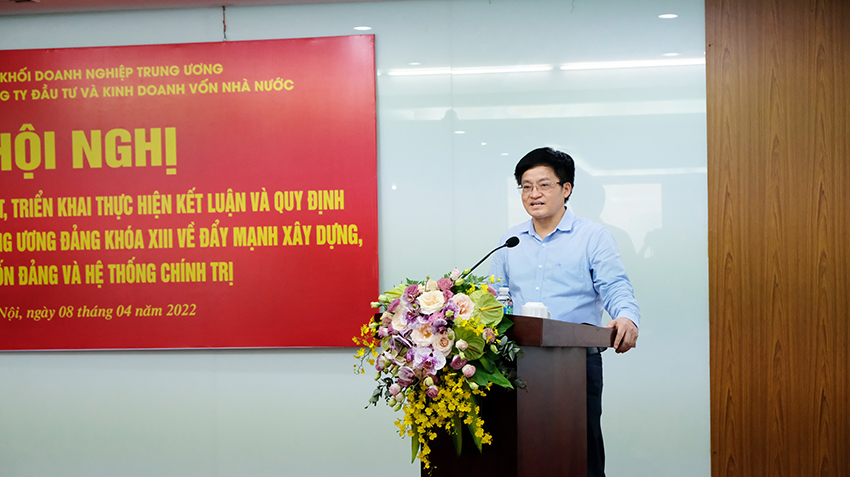 KHỐI DOANH NGHIỆP TRUNG ƯƠNG
TY ĐẦU TƯ VÀ KINH DOANH VỐN NHÀ NƯỚC
HỘI NGHỊ
TRIỂN KHAI THỰC HIỆN KẾT LUẬN VÀ QUY ĐỊNH
ƯƠNG ĐẢNG KHÓA XIII VỀ ĐẨY MẠNH XÂY DỰNG,
ĐẢNG VÀ HỆ THỐNG CHÍNH TRỊ
Nội, ngày 08 tháng 04 năm 2022